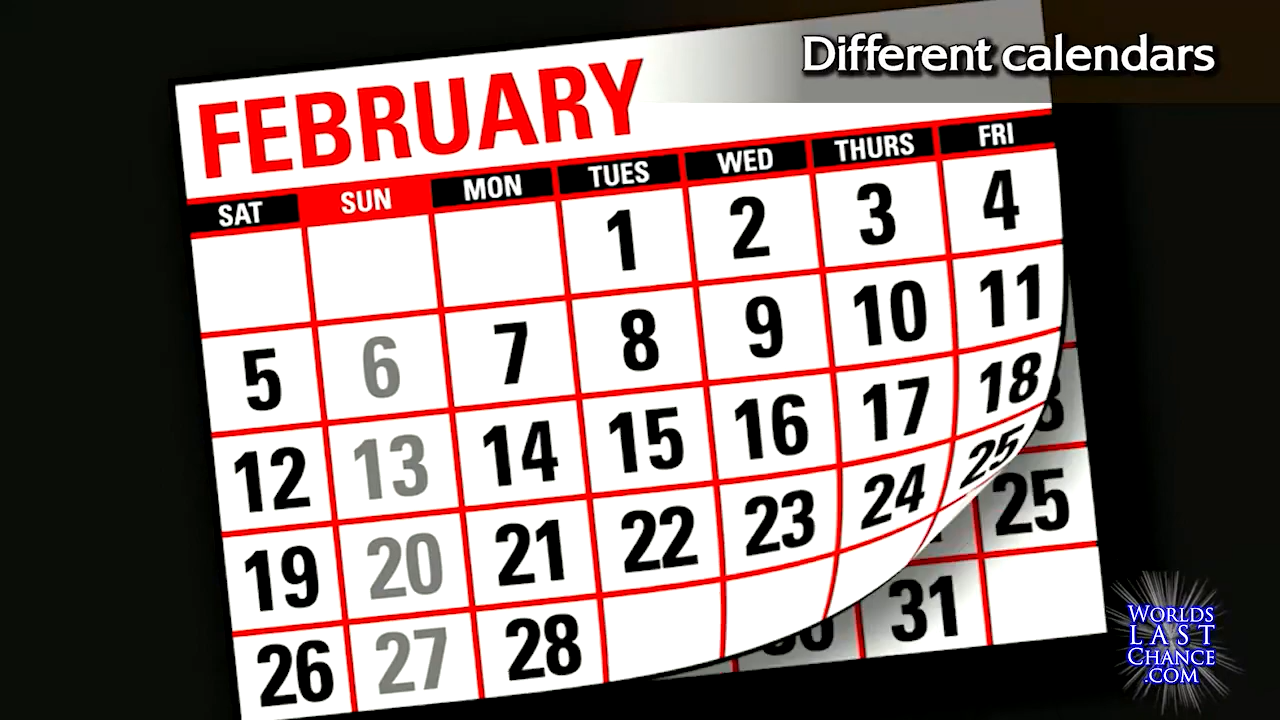 Different calendars
FEBRUARY
SAT SUN MON TUES WED THURS FRI
1 2 3 4
5 6 7 8 9 10 11
12 13 14 15 16 17 18
19 20 21 22 23 24 25
25
26 27 28
31
WORLDS
LAST
CHANCE
.COM